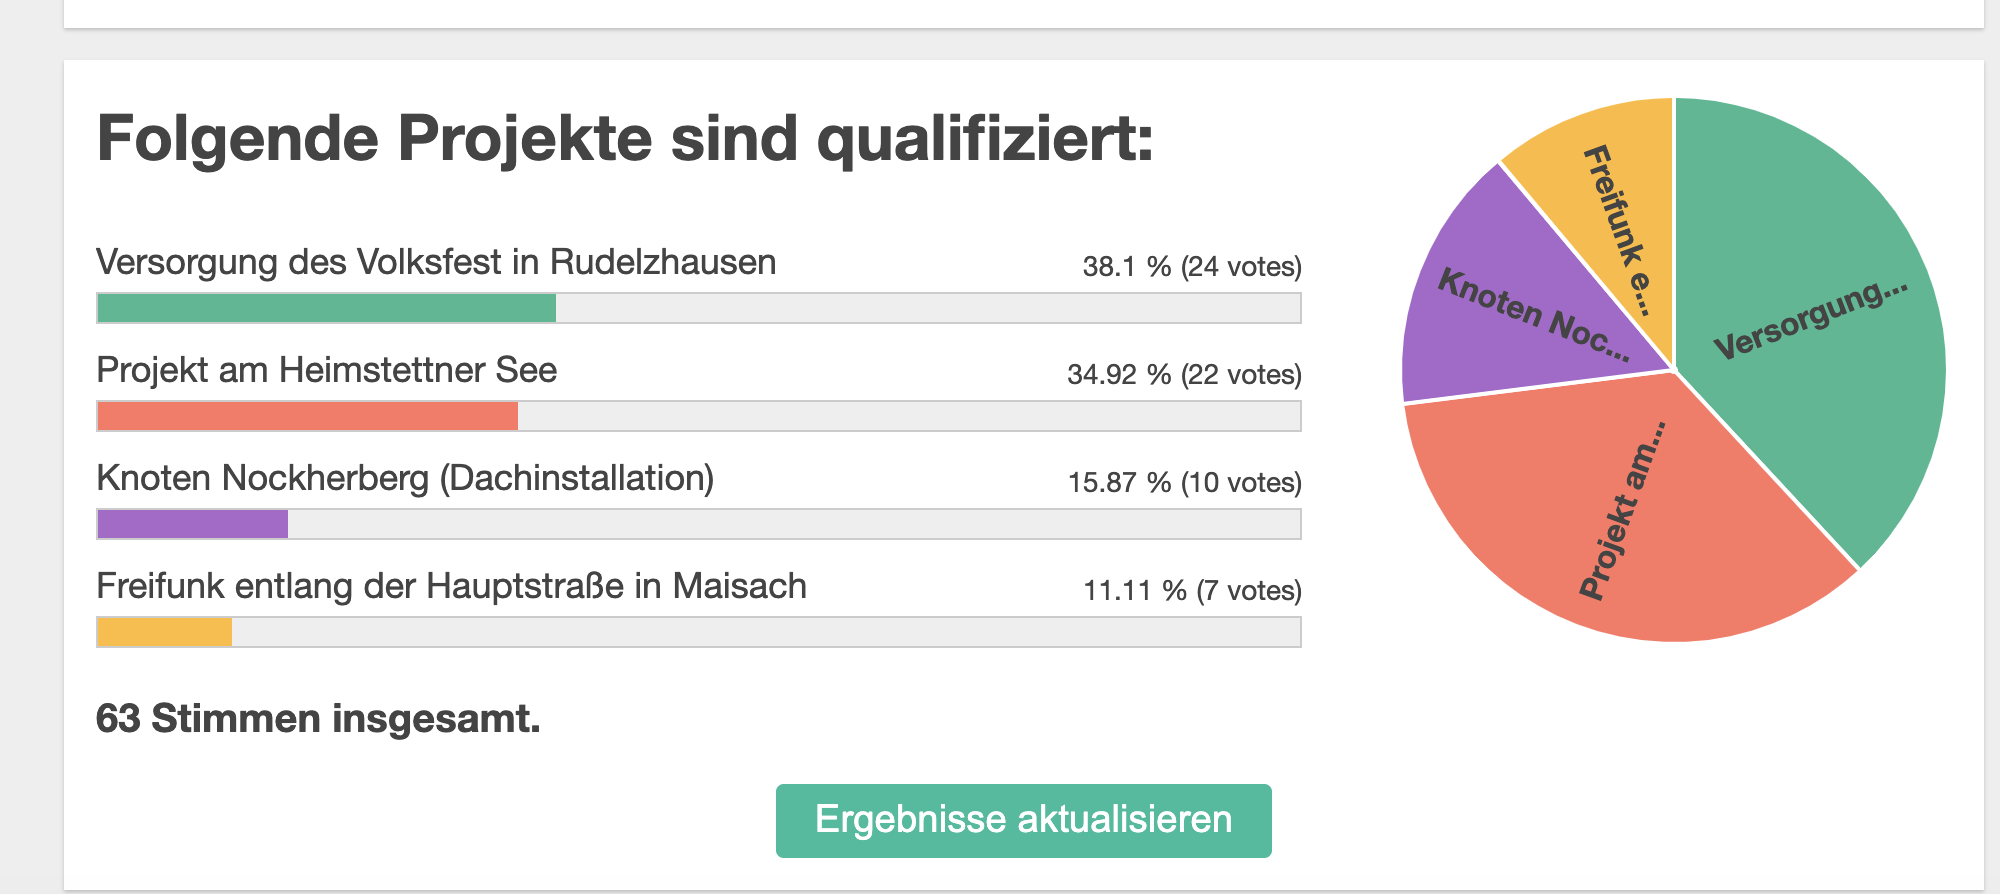 Folgende Projekte sind qualifiziert:
Versorgung des Volksfest in Rudelzhausen 38.1 % (24 votes)
Projekt am Heimstettner See 34.92 % (22 votes)
Knoten Nockherberg (Dachinstallation) 15.87 % (10 votes)
Freifunk entlang der Hauptstraße in Maisach 11.11 % (7 votes)
63 Stimmen insgesamt.
Ergebnisse aktualisieren
Freifunk e...
Versorgung...
Knoten Noc...
Projekt am...